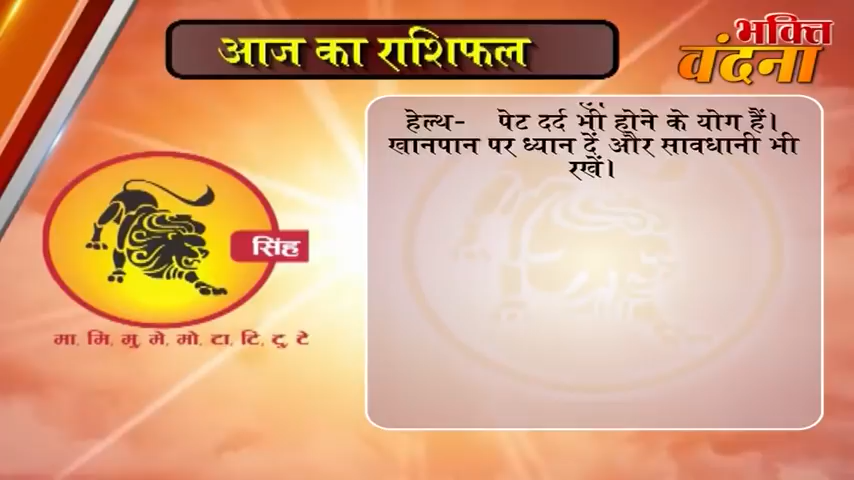 आज का राशिफल
भक्ति
वंदना
हेल्थ- पेट दर्द भी होने के योग हैं।
खानपान पर ध्यान दें और सावधानी भी
रखें।
सिंह
मा, मि, मु, मे, मो, टा, टि, टु, टे